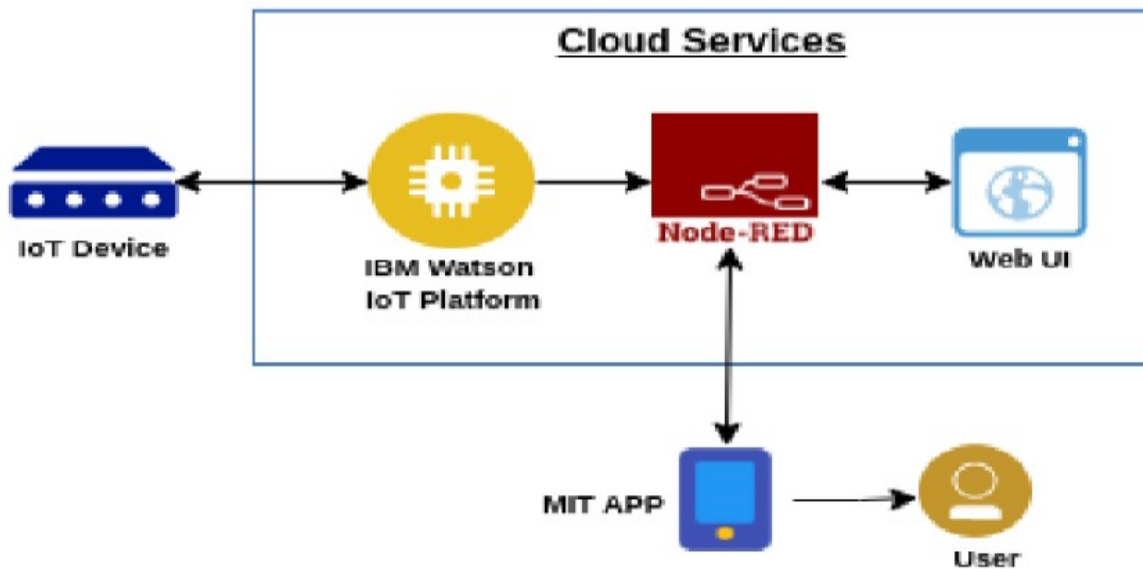 Cloud Services
IoT Device
IBM Watson
IoT Platform
Node-RED
Web UI
MIT APP
User